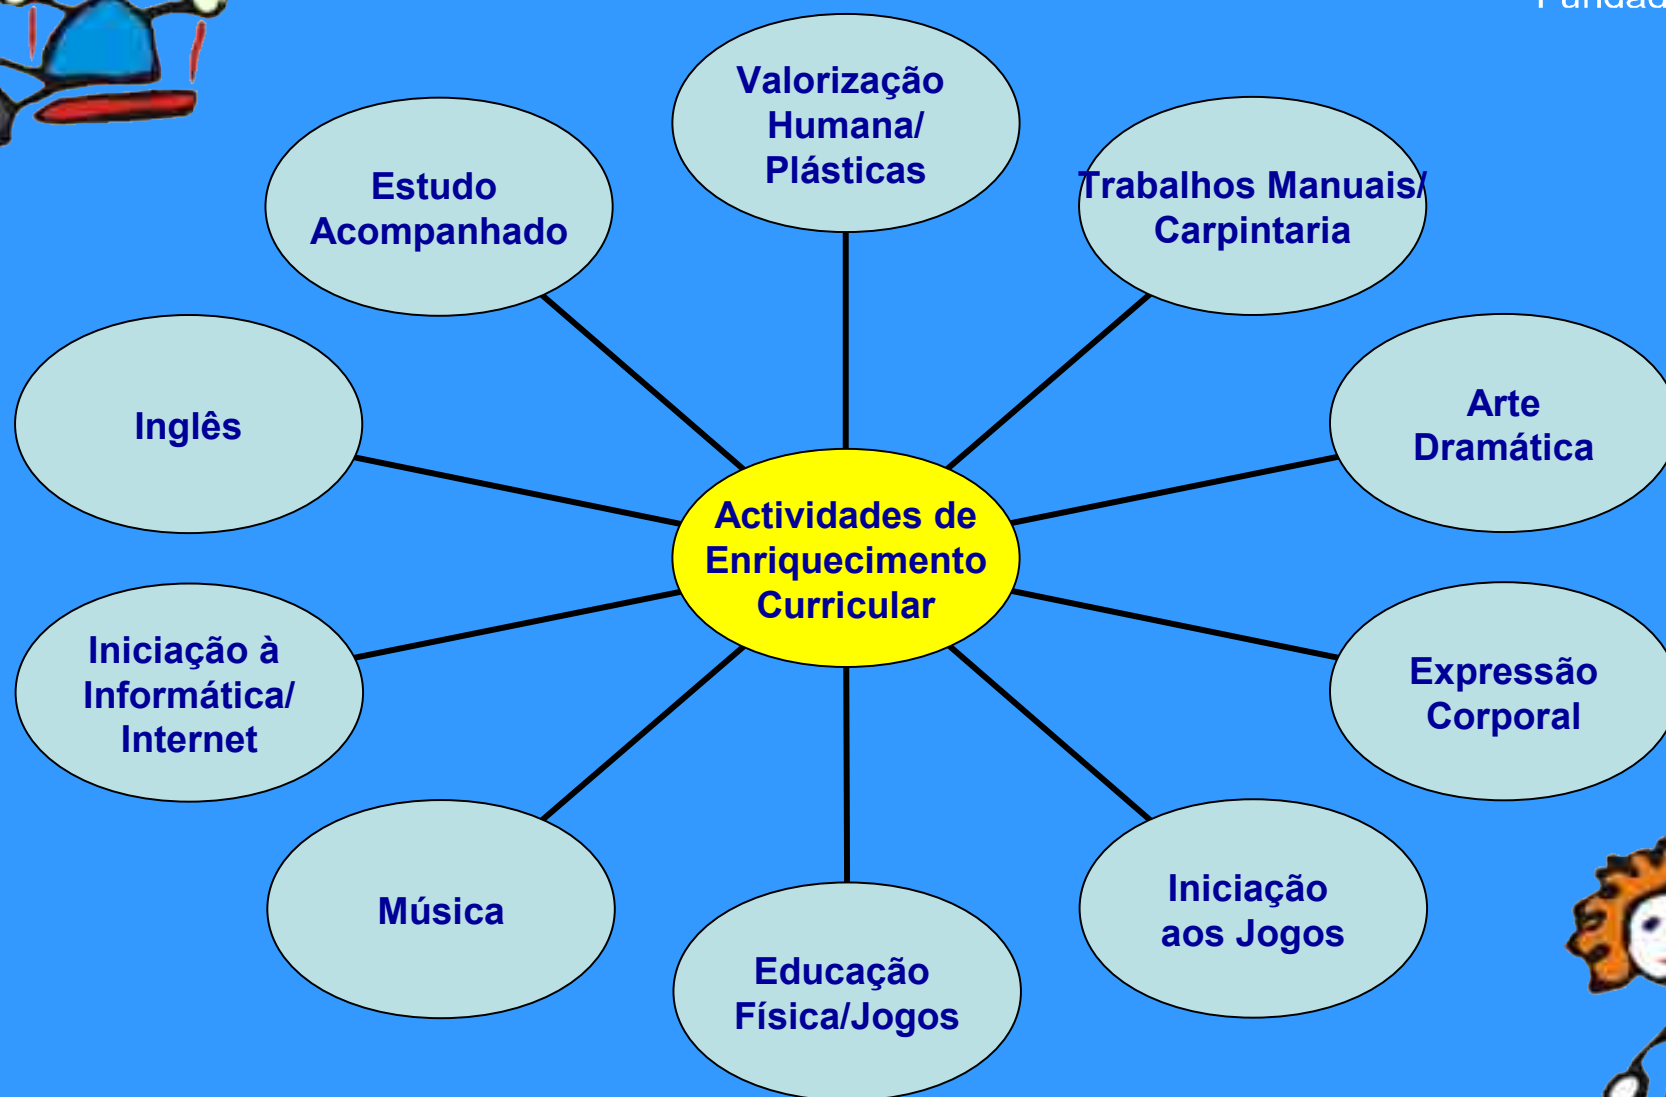 Valorização
Humana/
Plásticas
Estudo
Acompanhado
Trabalhos Manuais/
Carpintaria
Inglês
Arte
Dramática
Actividades de
Enriquecimento
Curricular
Iniciação à
Informática/
Internet
Expressão
Corporal
Música
Iniciação
aos Jogos
Educação
Física/Jogos